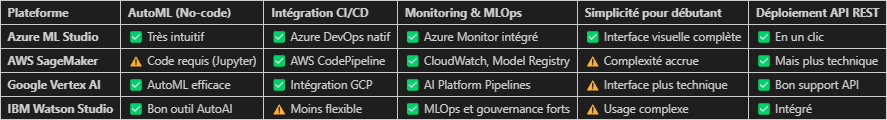 Plateforme AutoML (No-code) Intégration CI/CD Monitoring & MLOps Simplicité pour débutant Déploiement API REST
Azure ML Studio ✅ Très intuitif ✅ Azure DevOps natif ✅ Azure Monitor intégré ✅ Interface visuelle complète ✅ En un clic
AWS SageMaker ⚠️ Code requis (Jupyter) ✅ AWS CodePipeline ✅ CloudWatch, Model Registry ⚠️ Complexité accrue ✅ Mais plus technique
Google Vertex AI ✅ AutoML efficace ✅ Intégration GCP ✅ AI Platform Pipelines ⚠️ Interface plus technique ✅ Bon support API
IBM Watson Studio ✅ Bon outil AutoAI ⚠️ Moins flexible ✅ MLOps et gouvernance forts ⚠️ Usage complexe ✅ Intégré